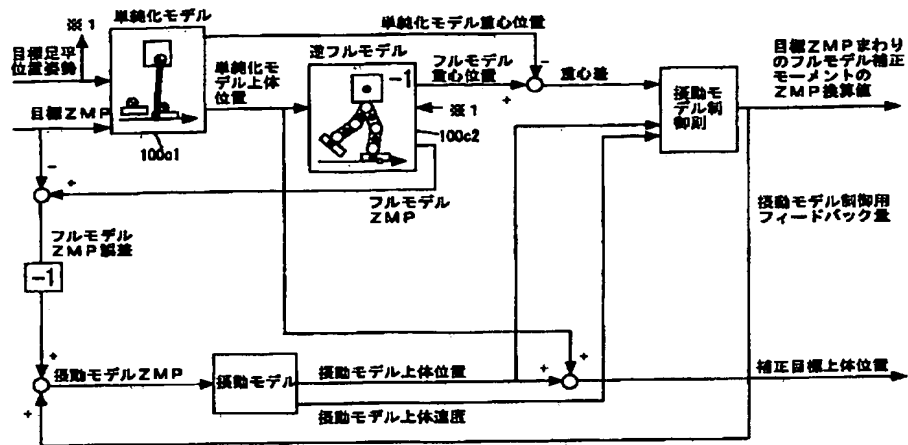 ※1
単純化モデル
目標足平
位置姿勢
目標ZMP
100a1
単純化モデル重心位置
単純化モ
デル上体
位置
逆フルモデル
-1
フルモデル
重心位置
※1
100c2
フルモデル
ZMP
重心差
摂動モ
デル制
御則
目標ZMPまわり
のフルモデル補正
モーメントの
ZMP換算値
摂動モデル制御用
フィードバック量
フルモデル
ZMP誤差
-1
摂動モデルZMP
摂動モデル
摂動モデル上体位置
摂動モデル上体速度
補正目標上体位置
-
+
-
+
+
+
+
+